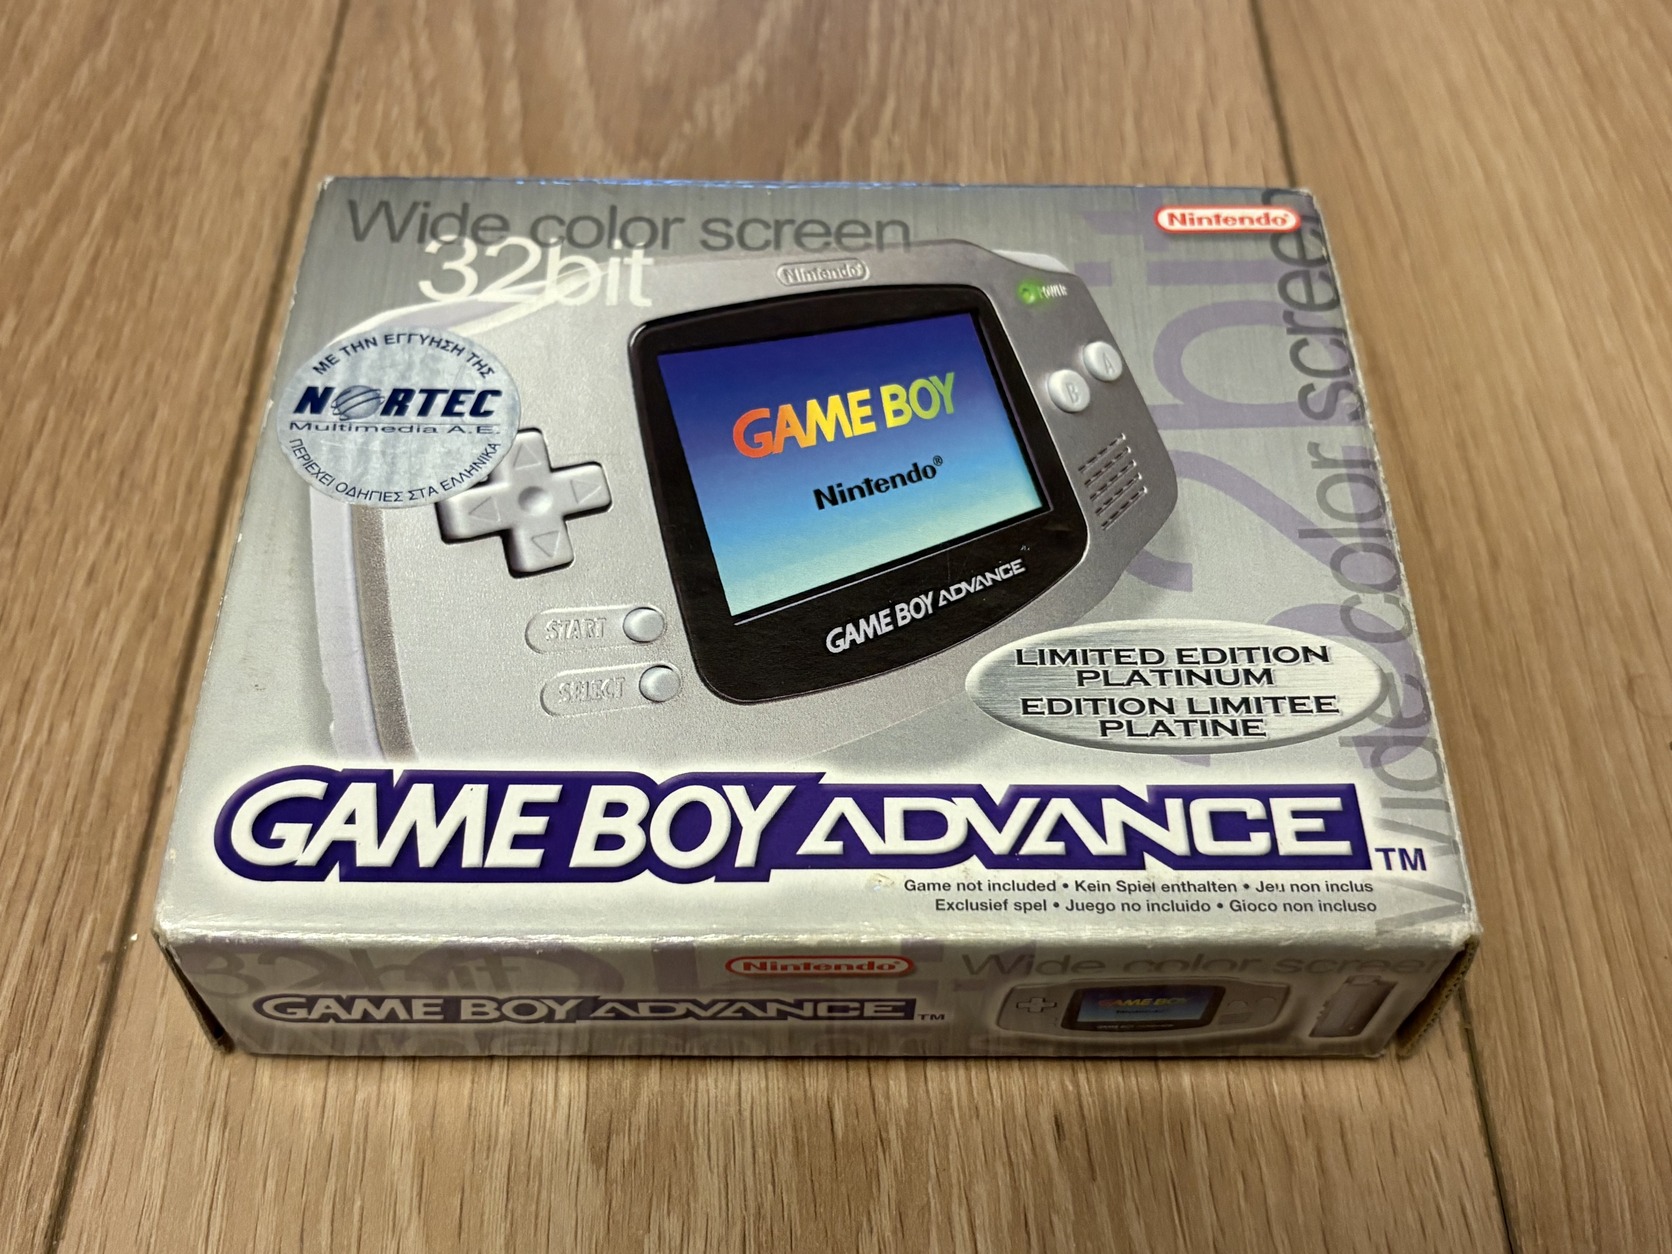 Wide color screen
32bit
Nintendo
Nintendo
POWER
ΜΕ ΤΗΝ ΕΓΓΥΗΣΗ ΤΗΣ
NORTEC
Multimedia A.E.
ΠΕΡΙΕΧΕΙ ΟΔΗΓΙΕΣ ΣΤΑ ΕΛΛΗΝΙΚΑ
A
B
GAME BOY
Nintendo®
GAME BOY ADVANCE
START
SELECT
32bit
Wide color screen
LIMITED EDITION
PLATINUM
EDITION LIMITEE
PLATINE
GAME BOY ADVANCE™
Game not included • Kein Spiel enthalten • Jeu non inclus
Exclusief spel • Juego no incluido • Gioco non incluso
32bit
Nintendo
Wide color screen
GAME BOY ADVANCE™
GAME BOY